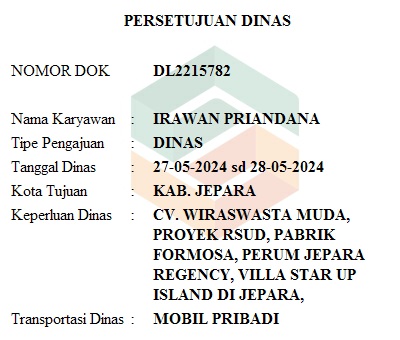 PERSETUJUAN DINAS
NOMOR DOK DL2215782
Nama Karyawan : IRAWAN PRIANDANA
Tipe Pengajuan : DINAS
Tanggal Dinas : 27-05-2024 sd 28-05-2024
Kota Tujuan : KAB. JEPARA
Keperluan Dinas : CV. WIRASWASTA MUDA,
PROYEK RSUD, PABRIK
FORMOSA, PERUM JEPARA
REGENCY, VILLA STAR UP
ISLAND DI JEPARA,
Transportasi Dinas : MOBIL PRIBADI